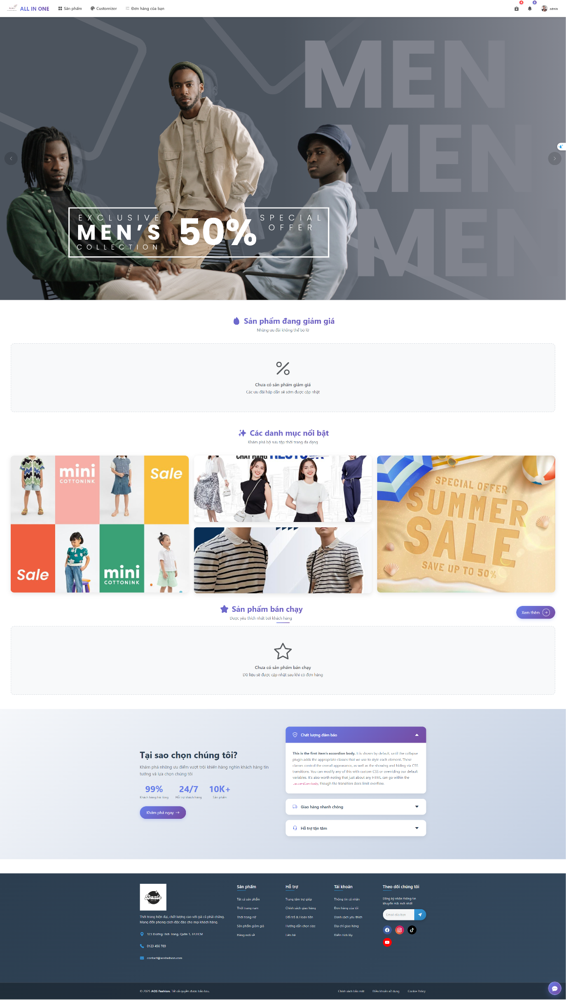 ALL IN ONE
Sản phẩm
Customizer
Đơn hàng của bạn
4
0
admin
MEN
MEN
MEN
EXCLUSIVE
MEN'S
COLLECTION
50%
SPECIAL
OFFER
Sản phẩm đang giảm giá
Những ưu đãi không thể bỏ lỡ
Chưa có sản phẩm giảm giá
Các ưu đãi hấp dẫn sẽ sớm được cập nhật
Các danh mục nổi bật
Khám phá bộ sưu tập thời trang đa dạng
mini
COTTONINK
Sale
Sale
mini
COTTONINK
SPECIAL OFFER
SUMMER
SALE
SAVE UP TO 50%
Sản phẩm bán chạy
Được yêu thích nhất bởi khách hàng
Xem thêm
Chưa có sản phẩm bán chạy
Dữ liệu sẽ được cập nhật sau khi có đơn hàng
Tại sao chọn chúng tôi?
Khám phá những ưu điểm vượt trội khiến hàng nghìn khách hàng tin
tưởng và lựa chọn chúng tôi
99%
Khách hàng hài lòng
24/7
Hỗ trợ khách hàng
10K+
Sản phẩm
Khám phá ngay
Chất lượng đảm bảo
This is the first item's accordion body. It is shown by default, until the collapse
plugin adds the appropriate classes that we use to style each element. These
classes control the overall appearance, as well as the showing and hiding via CSS
transitions. You can modify any of this with custom CSS or overriding our default
variables. It's also worth noting that just about any HTML can go within the
.accordion-body, though the transition does limit overflow.
Giao hàng nhanh chóng
Hỗ trợ tận tâm
Dazle
Thời trang hiện đại, chất lượng cao với giá cả phải chăng.
Mang đến phong cách độc đáo cho mọi khách hàng.
123 Đường Thời Trang, Quận 1, TP.HCM
0123 456 789
contact@aosfashion.com
Sản phẩm
Tất cả sản phẩm
Thời trang nam
Thời trang nữ
Sản phẩm giảm giá
Hàng mới về
Hỗ trợ
Trung tâm trợ giúp
Chính sách giao hàng
Đổi trả & Hoàn tiền
Hướng dẫn chọn size
Liên hệ
Tài khoản
Thông tin cá nhân
Đơn hàng của tôi
Danh sách yêu thích
Địa chỉ giao hàng
Điểm tích lũy
Theo dõi chúng tôi
Đăng ký nhận thông tin
khuyến mãi mới nhất
Email của bạn
© 2025 AOS Fashion. Tất cả quyền được bảo lưu.
Chính sách bảo mật
Điều khoản sử dụng
Cookie Policy